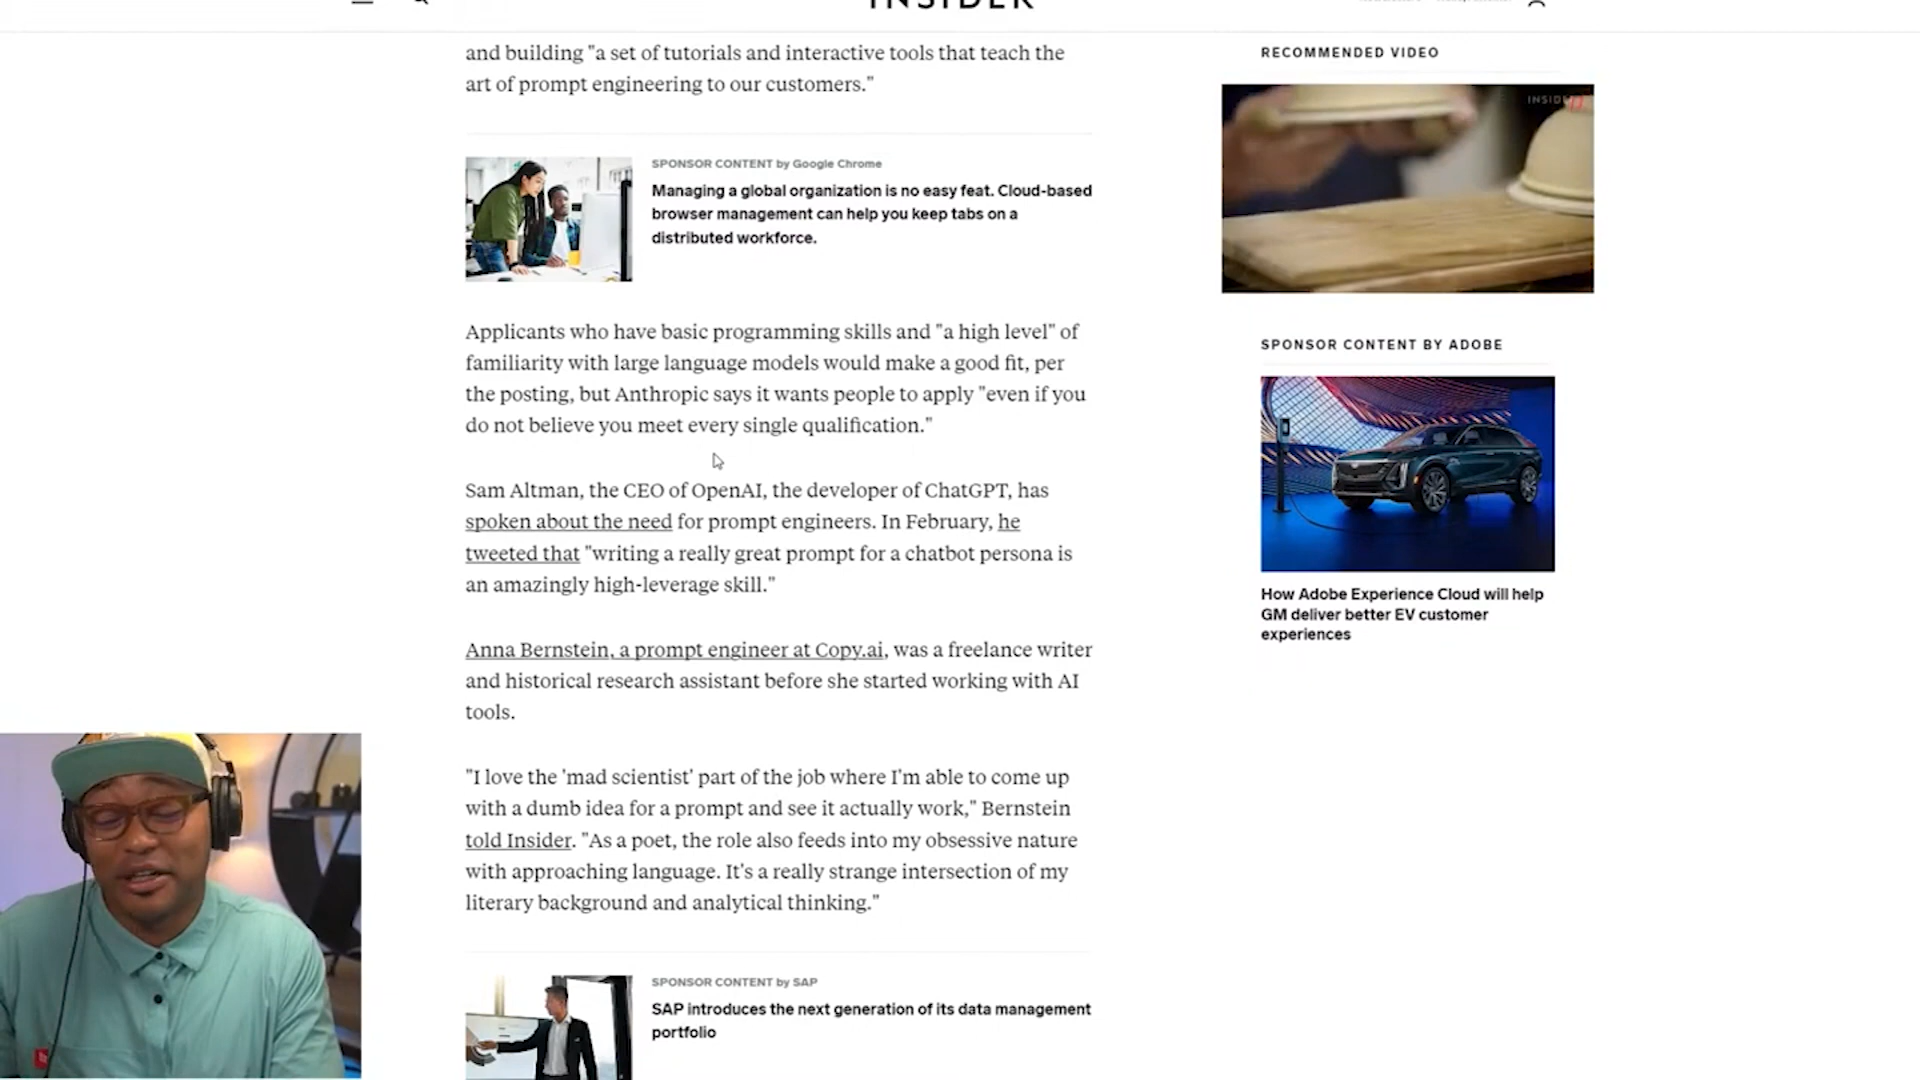 INSIDER
and building "a set of tutorials and interactive tools that teach the
art of prompt engineering to our customers."
SPONSOR CONTENT by Google Chrome
Managing a global organization is no easy feat. Cloud-based
browser management can help you keep tabs on a
distributed workforce.
Applicants who have basic programming skills and "a high level" of
familiarity with large language models would make a good fit, per
the posting, but Anthropic says it wants people to apply "even if you
do not believe you meet every single qualification."
Sam Altman, the CEO of OpenAI, the developer of ChatGPT, has
spoken about the need for prompt engineers. In February, he
tweeted that "writing a really great prompt for a chatbot persona is
an amazingly high-leverage skill."
Anna Bernstein, a prompt engineer at Copy.ai, was a freelance writer
and historical research assistant before she started working with AI
tools.
"I love the 'mad scientist' part of the job where I'm able to come up
with a dumb idea for a prompt and see it actually work," Bernstein
told Insider. "As a poet, the role also feeds into my obsessive nature
with approaching language. It's a really strange intersection of my
literary background and analytical thinking."
SPONSOR CONTENT by SAP
SAP introduces the next generation of its data management
portfolio
RECOMMENDED VIDEO
SPONSOR CONTENT BY ADOBE
How Adobe Experience Cloud will help
GM deliver better EV customer
experiences